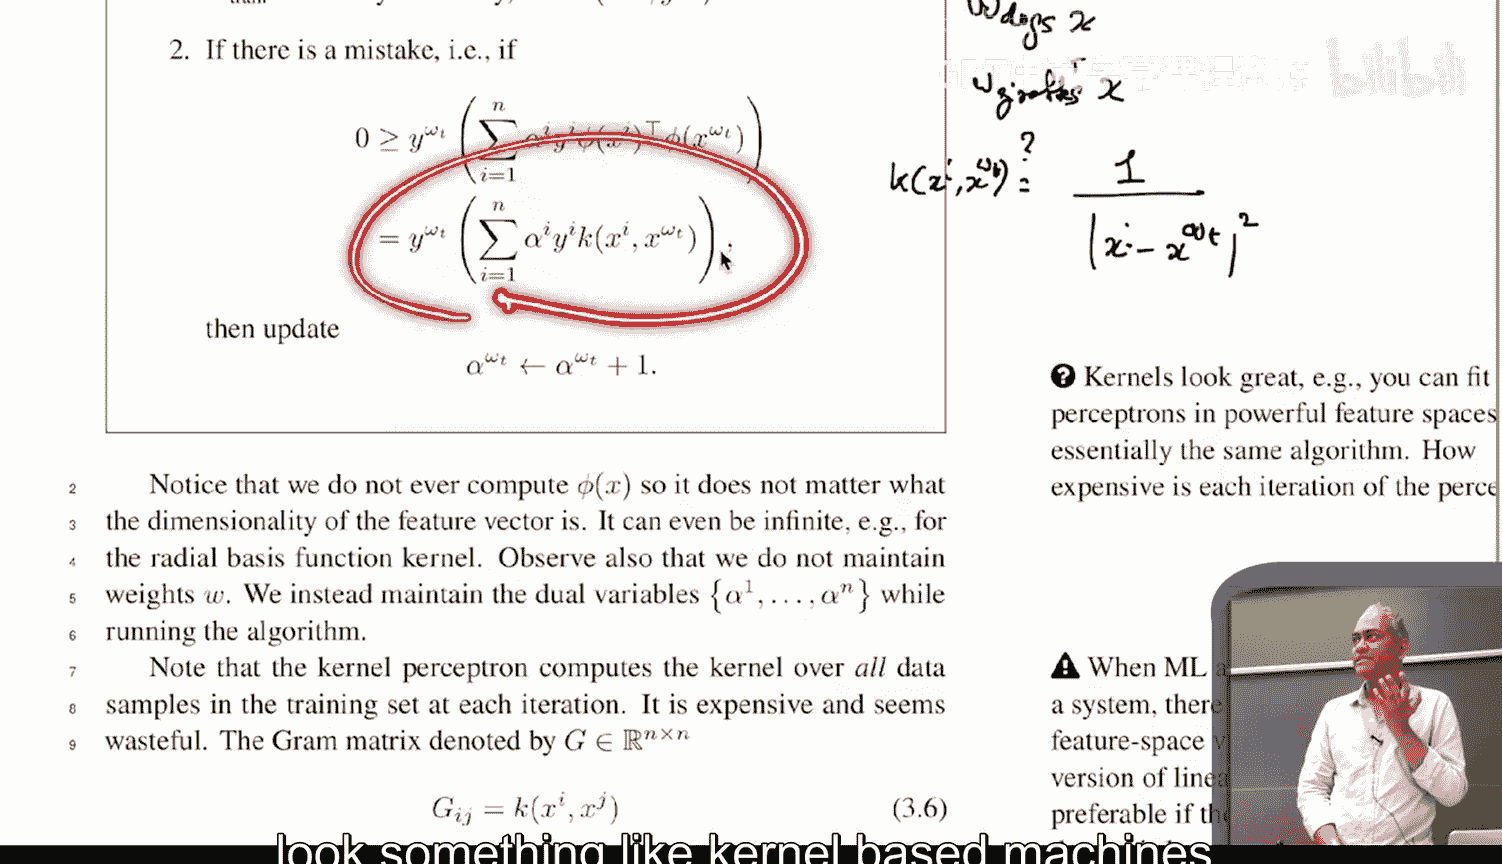 2. If there is a mistake, i.e., if
0 ≥ y^{ω_t} ( \sum_{i=1}^{n} α^i y^i ϕ(x^i)^⊤ ϕ(x^{ω_t}) )
= y^{ω_t} ( \sum_{i=1}^{n} α^i y^i k(x^i, x^{ω_t}) ),
then update
α^{ω_t} ← α^{ω_t} + 1.
2 Notice that we do not ever compute ϕ(x) so it does not matter what
3 the dimensionality of the feature vector is. It can even be infinite, e.g., for
4 the radial basis function kernel. Observe also that we do not maintain
5 weights w. We instead maintain the dual variables {α^1, . . . , α^n} while
6 running the algorithm.
7 Note that the kernel perceptron computes the kernel over all data
8 samples in the training set at each iteration. It is expensive and seems
9 wasteful. The Gram matrix denoted by G ∈ ℝ^{n×n}
G_{ij} = k(x^i, x^j) (3.6)
w dogs x
w giraffes^⊤ x
k(x^i, x^{ω_t}) ?= 1 / |x^i − x^{ω_t}|^2
Kernels look great, e.g., you can fit
perceptrons in powerful feature spaces
essentially the same algorithm. How
expensive is each iteration of the perce
When ML a
a system, there
feature-space v
version of linea
preferable if the
bilibili
look something like kernel based machines